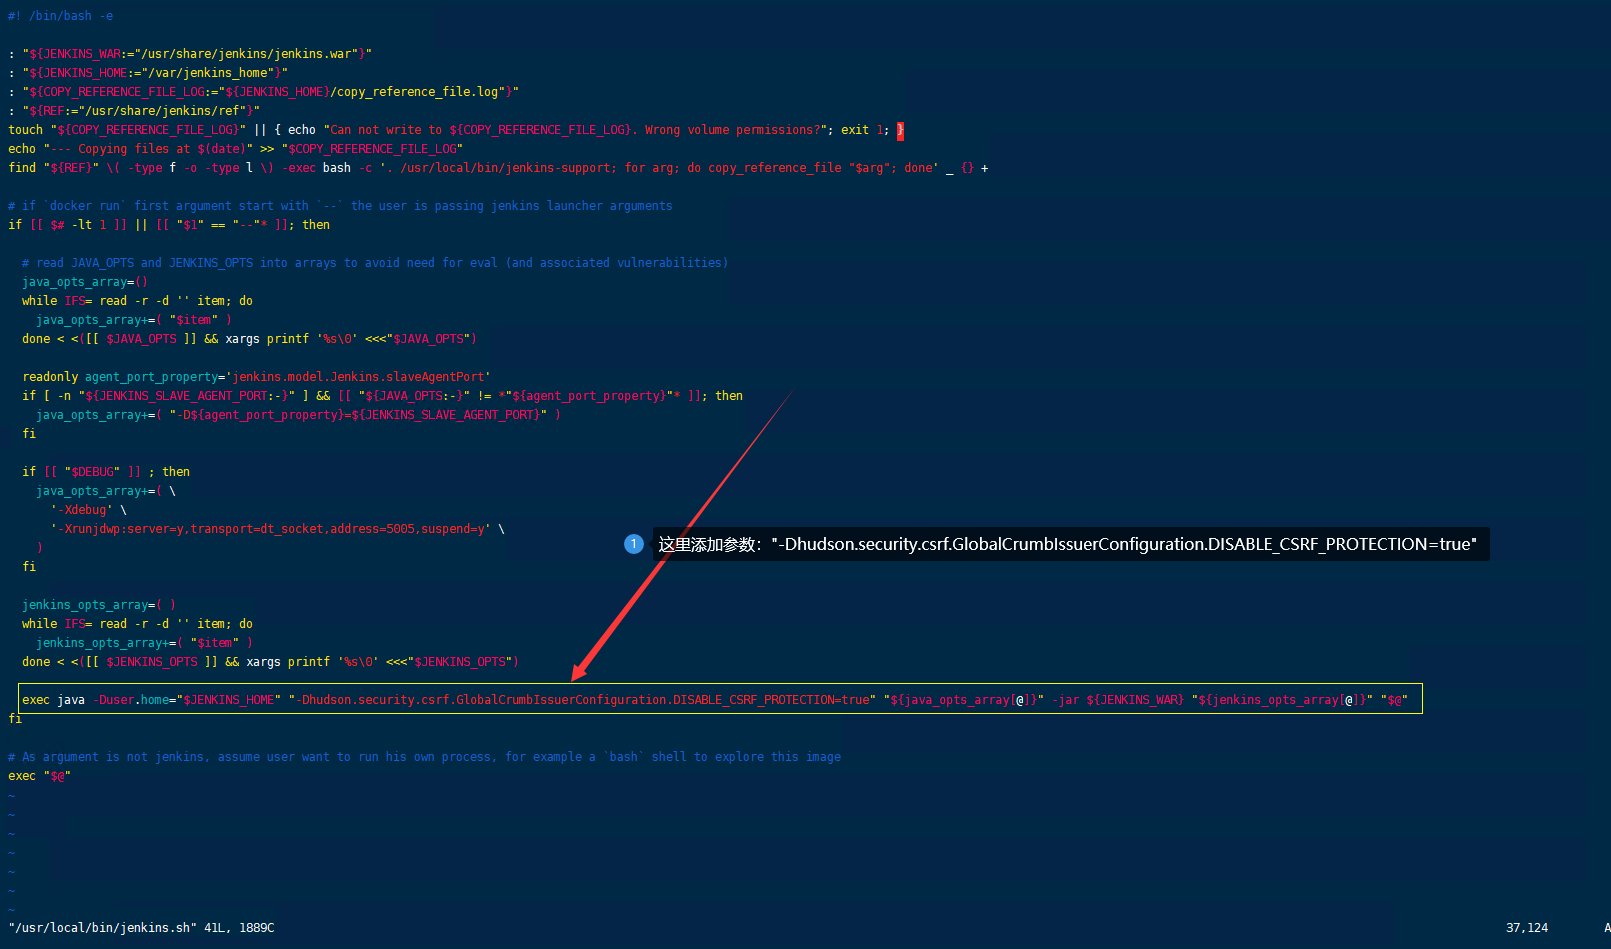 #! /bin/bash -e
: "${JENKINS_WAR:="/usr/share/jenkins/jenkins.war"}"
: "${JENKINS_HOME:="/var/jenkins_home"}"
: "${COPY_REFERENCE_FILE_LOG:="${JENKINS_HOME}/copy_reference_file.log"}"
: "${REF:="/usr/share/jenkins/ref"}"
touch "${COPY_REFERENCE_FILE_LOG}" || { echo "Can not write to ${COPY_REFERENCE_FILE_LOG}. Wrong volume permissions?"; exit 1; }
echo "--- Copying files at $(date)" >> "$COPY_REFERENCE_FILE_LOG"
find "${REF}" \( -type f -o -type l \) -exec bash -c '. /usr/local/bin/jenkins-support; for arg; do copy_reference_file "$arg"; done' _ {} +
# if `docker run` first argument start with `--` the user is passing jenkins launcher arguments
if [[ $# -lt 1 ]] || [[ "$1" == "--"* ]]; then
# read JAVA_OPTS and JENKINS_OPTS into arrays to avoid need for eval (and associated vulnerabilities)
java_opts_array=()
while IFS= read -r -d '' item; do
java_opts_array+=( "$item" )
done < <([[ $JAVA_OPTS ]] && xargs printf '%s\0' <<<"$JAVA_OPTS")
readonly agent_port_property='jenkins.model.Jenkins.slaveAgentPort'
if [ -n "${JENKINS_SLAVE_AGENT_PORT:-}" ] && [[ "${JAVA_OPTS:-}" != *"${agent_port_property}"* ]]; then
java_opts_array+=( "-D${agent_port_property}=${JENKINS_SLAVE_AGENT_PORT}" )
fi
if [[ "$DEBUG" ]] ; then
java_opts_array+=( \
'-Xdebug' \
'-Xrunjdwp:server=y,transport=dt_socket,address=5005,suspend=y' \
)
① 这里添加参数："-Dhudson.security.csrf.GlobalCrumbIssuerConfiguration.DISABLE_CSRF_PROTECTION=true"
fi
jenkins_opts_array=( )
while IFS= read -r -d '' item; do
jenkins_opts_array+=( "$item" )
done < <([[ $JENKINS_OPTS ]] && xargs printf '%s\0' <<<"$JENKINS_OPTS")
exec java -Duser.home="$JENKINS_HOME" "-Dhudson.security.csrf.GlobalCrumbIssuerConfiguration.DISABLE_CSRF_PROTECTION=true" "${java_opts_array[@]}" -jar ${JENKINS_WAR} "${jenkins_opts_array[@]}" "$@"
fi
# As argument is not jenkins, assume user want to run his own process, for example a `bash` shell to explore this image
exec "$@"
~
~
~
~
~
~
~
"/usr/local/bin/jenkins.sh" 41L, 1889C 37,124 A